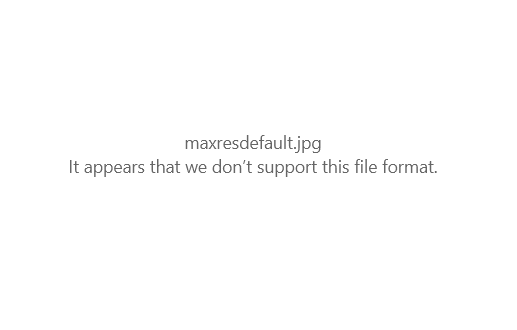 maxresdefault.jpg
It appears that we don’t support this file format.